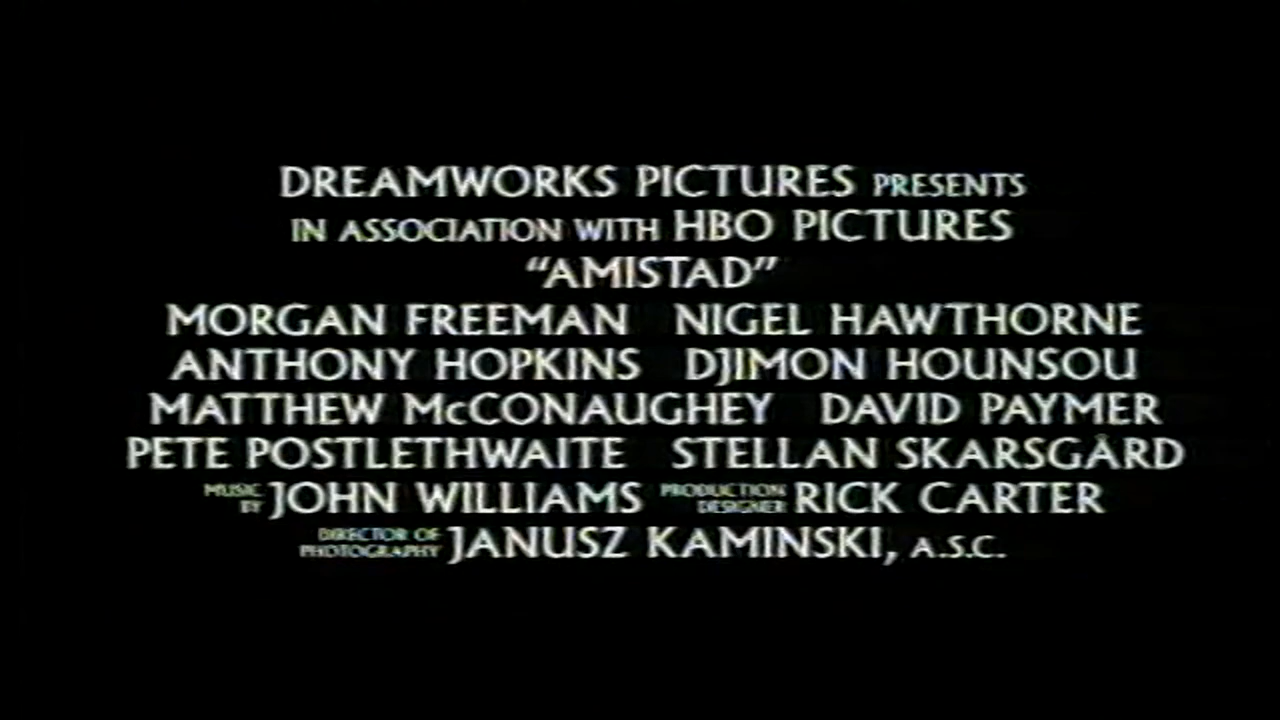 DREAMWORKS PICTURES PRESENTS
IN ASSOCIATION WITH HBO PICTURES
“AMISTAD”
MORGAN FREEMAN NIGEL HAWTHORNE
ANTHONY HOPKINS DJIMON HOUNSOU
MATTHEW McCONAUGHEY DAVID PAYMER
PETE POSTLETHWAITE STELLAN SKARSGÅRD
MUSIC BY JOHN WILLIAMS PRODUCTION DESIGNER RICK CARTER
DIRECTOR OF PHOTOGRAPHY JANUSZ KAMINSKI, A.S.C.